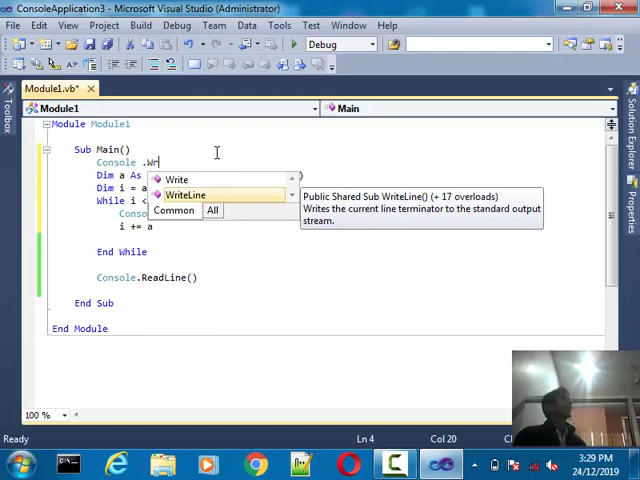 ConsoleApplication3 - Microsoft Visual Studio (Administrator)
File Edit View Project Build Debug Team Data Tools Test Window Help
Debug
Module1.vb* ×
Module1 Main
Module Module1
Sub Main()
Console .Wr
Dim a As )
Dim i = a
While i <
Conso
i += a
End While
Console.ReadLine()
End Sub
End Module
Write
WriteLine
Common All
Public Shared Sub WriteLine() (+ 17 overloads)
Writes the current line terminator to the standard output
stream.
Toolbox
Solution Explorer
Properties
100 %
Ready Ln 4 Col 20
3:29 PM
24/12/2019